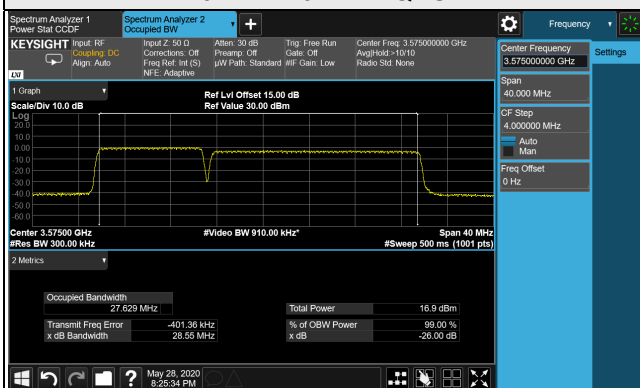 Spectrum Analyzer 1
Power Stat CCDF
Spectrum Analyzer 2
Occupied BW
Frequency
KEYSIGHT
Input: RF
Coupling: DC
Align: Auto
LXI
Input Z: 50 Ω
Corrections: Off
Freq Ref: Int (S)
NFE: Adaptive
Atten: 30 dB
Preamp: Off
µW Path: Standard
Trig: Free Run
Gate: Off
#IF Gain: Low
Center Freq: 3.575000000 GHz
Avg|Hold:>10/10
Radio Std: None
Center Frequency
3.575000000 GHz
Settings
Span
40.000 MHz
CF Step
4.000000 MHz
Auto
Man
Freq Offset
0 Hz
1 Graph
Scale/Div 10.0 dB
Ref Lvl Offset 15.00 dB
Ref Value 30.00 dBm
Log
20.0
10.0
0.00
-10.0
-20.0
-30.0
-40.0
-50.0
-60.0
Center 3.57500 GHz
#Res BW 300.00 kHz
#Video BW 910.00 kHz*
Span 40 MHz
#Sweep 500 ms (1001 pts)
2 Metrics
Occupied Bandwidth
27.629 MHz
Total Power 16.9 dBm
Transmit Freq Error -401.36 kHz
x dB Bandwidth 28.55 MHz
% of OBW Power 99.00 %
x dB -26.00 dB
?
May 28, 2020
8:25:34 PM